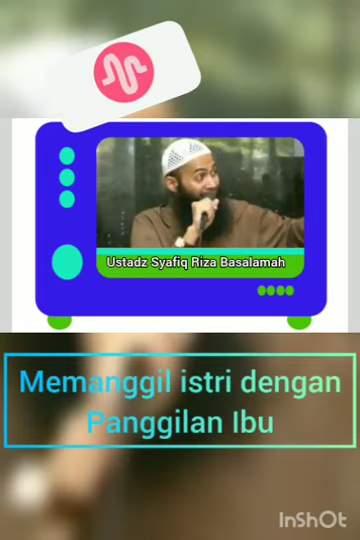 Ustadz Syafiq Riza Basalamah
Memanggil istri dengan
Panggilan Ibu
InShOt